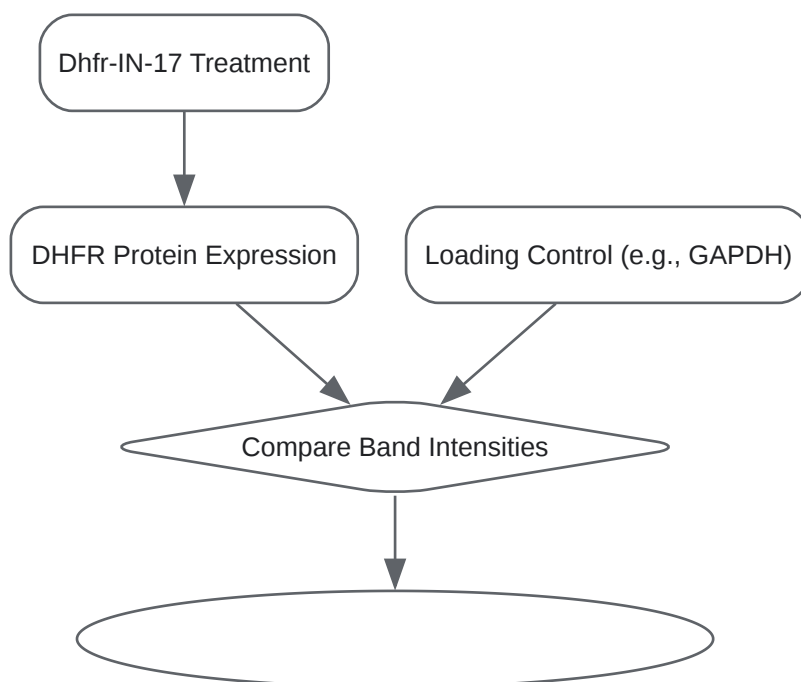 Dhfr-IN-17 Treatment
DHFR Protein Expression
Loading Control (e.g., GAPDH)
Compare Band Intensities